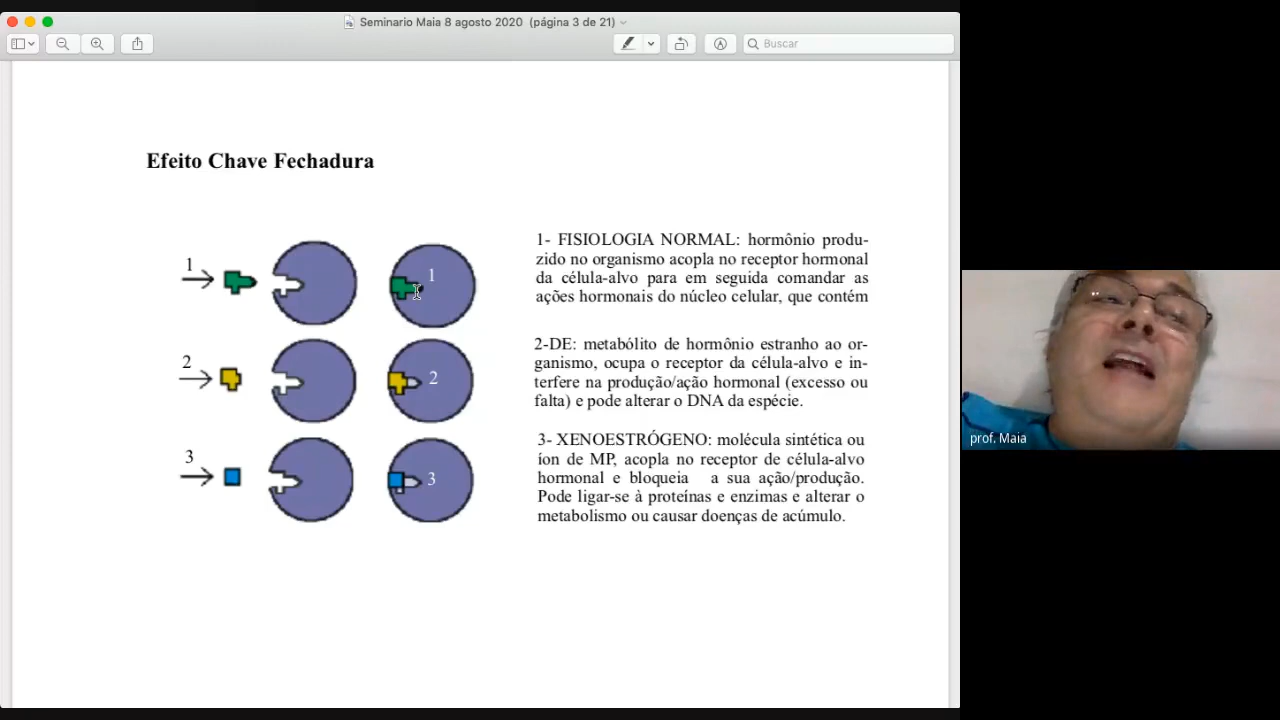 Seminario Maia 8 agosto 2020 (página 3 de 21)
Buscar
Efeito Chave Fechadura
1
1
1- FISIOLOGIA NORMAL: hormônio produ-
zido no organismo acopla no receptor hormonal
da célula-alvo para em seguida comandar as
ações hormonais do núcleo celular, que contém
2
2
2-DE: metabólito de hormônio estranho ao or-
ganismo, ocupa o receptor da célula-alvo e in-
terfere na produção/ação hormonal (excesso ou
falta) e pode alterar o DNA da espécie.
3
3
3- XENOESTRÓGENO: molécula sintética ou
íon de MP, acopla no receptor de célula-alvo
hormonal e bloqueia a sua ação/produção.
Pode ligar-se à proteínas e enzimas e alterar o
metabolismo ou causar doenças de acúmulo.
prof. Maia